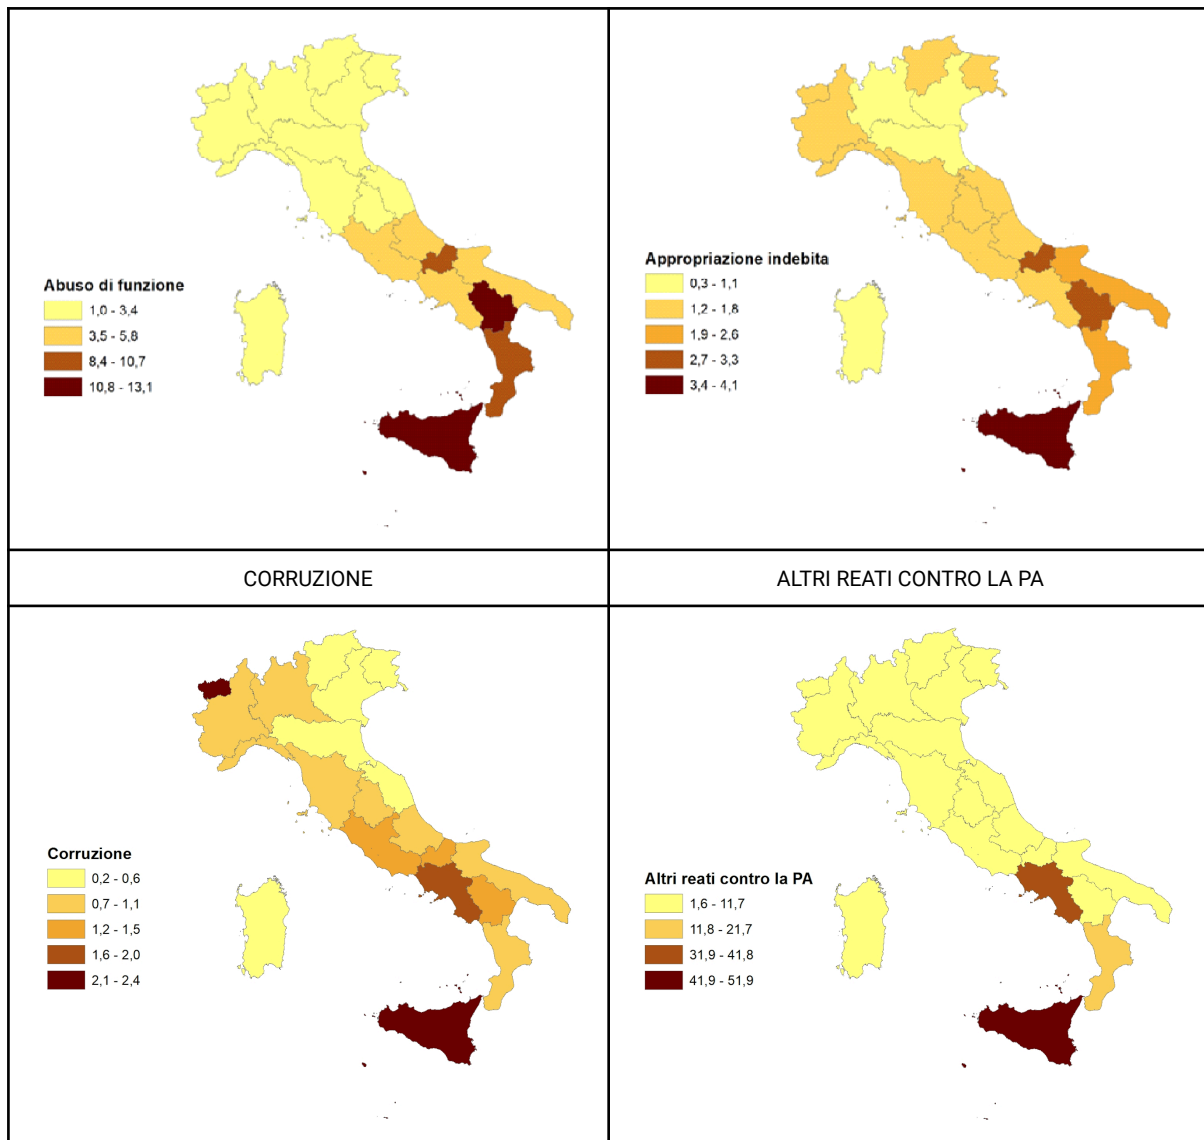 Abuso di funzione
1,0 - 3,4
3,5 - 5,8
8,4 - 10,7
10,8 - 13,1
Appropriazione indebita
0,3 - 1,1
1,2 - 1,8
1,9 - 2,6
2,7 - 3,3
3,4 - 4,1
CORRUZIONE
ALTRI REATI CONTRO LA PA
Corruzione
0,2 - 0,6
0,7 - 1,1
1,2 - 1,5
1,6 - 2,0
2,1 - 2,4
Altri reati contro la PA
1,6 - 11,7
11,8 - 21,7
31,9 - 41,8
41,9 - 51,9